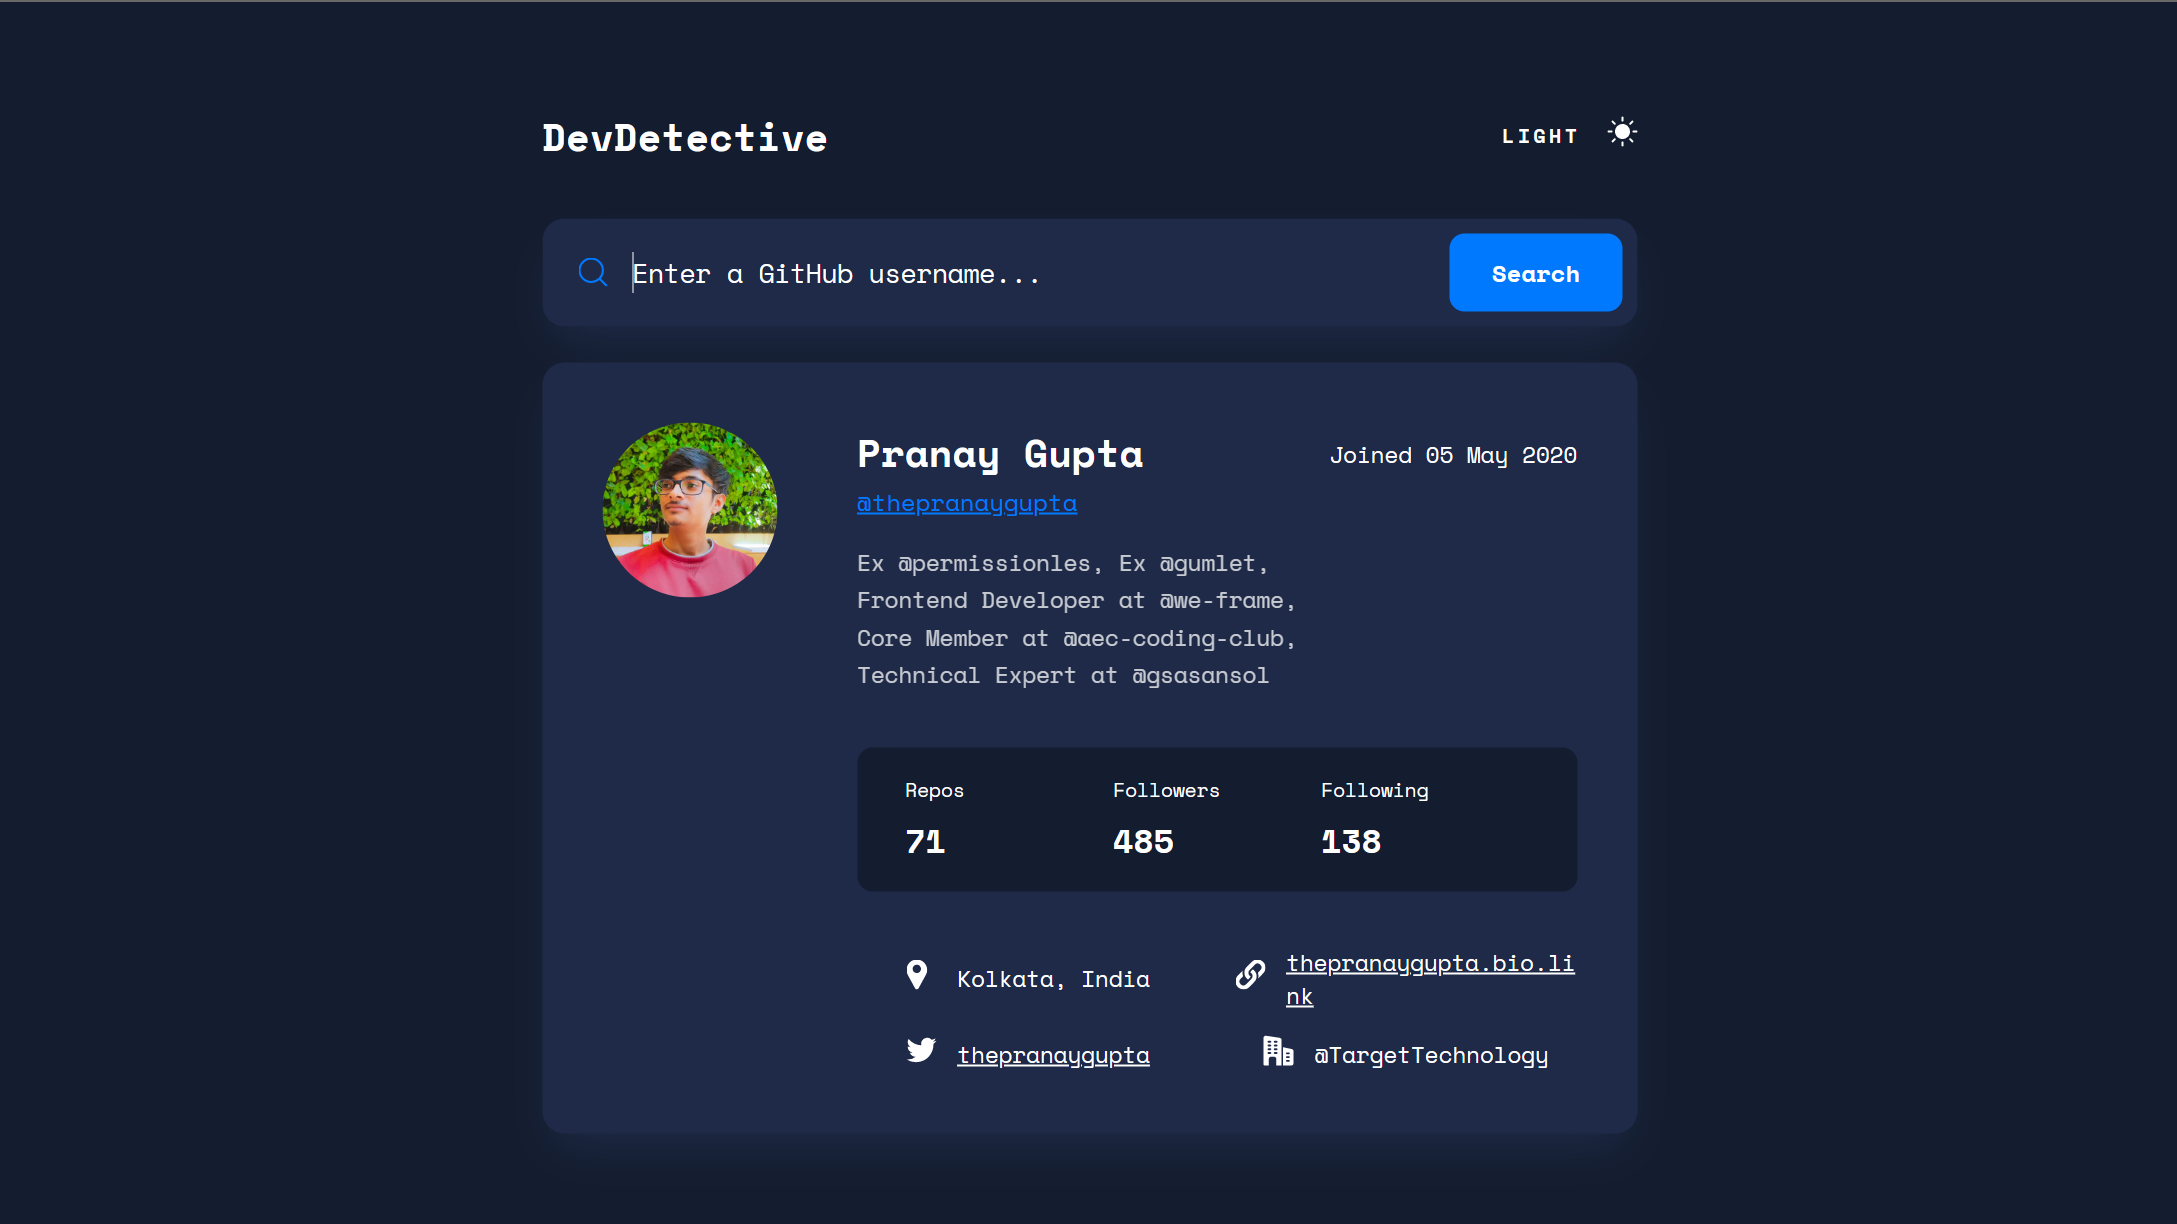 DevDetective
LIGHT
Enter a GitHub username...
Search
Pranay Gupta
Joined 05 May 2020
@thepranaygupta
Ex @permissionles, Ex @gumlet,
Frontend Developer at @we-frame,
Core Member at @aec-coding-club,
Technical Expert at @gsasansol
Repos
Followers
Following
71
485
138
Kolkata, India
thepranaygupta.bio.li
nk
thepranaygupta
@TargetTechnology